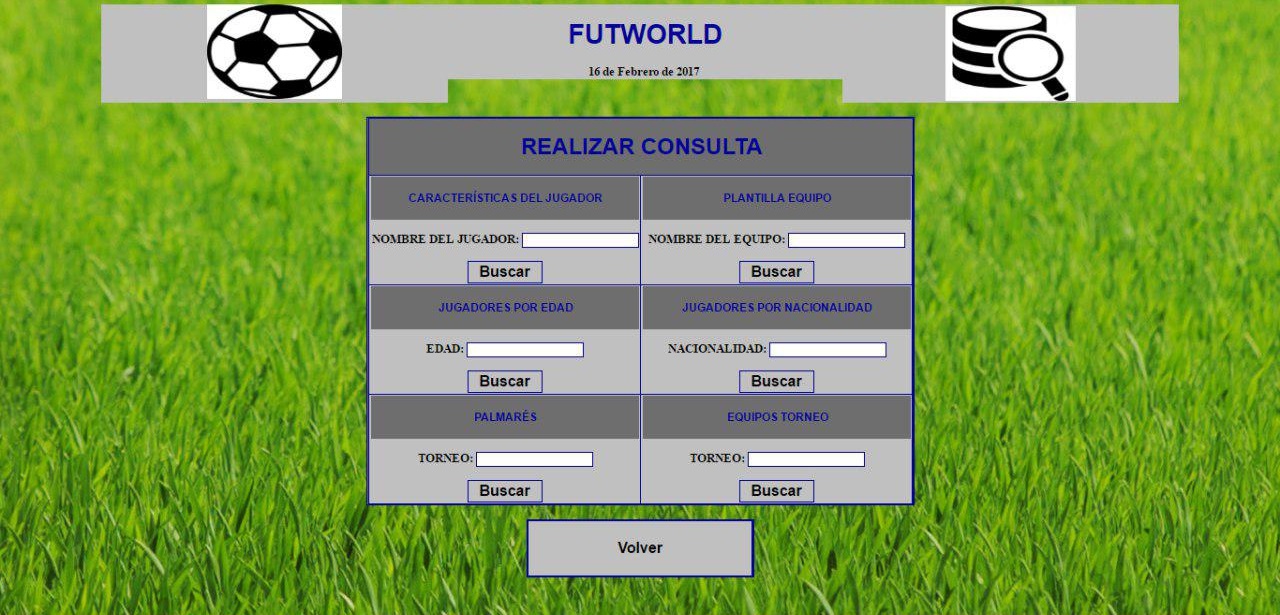 FUTWORLD
16 de Febrero de 2017
REALIZAR CONSULTA
CARACTERÍSTICAS DEL JUGADOR
PLANTILLA EQUIPO
NOMBRE DEL JUGADOR:
NOMBRE DEL EQUIPO:
Buscar
Buscar
JUGADORES POR EDAD
JUGADORES POR NACIONALIDAD
EDAD:
NACIONALIDAD:
Buscar
Buscar
PALMARÉS
EQUIPOS TORNEO
TORNEO:
TORNEO:
Buscar
Buscar
Volver